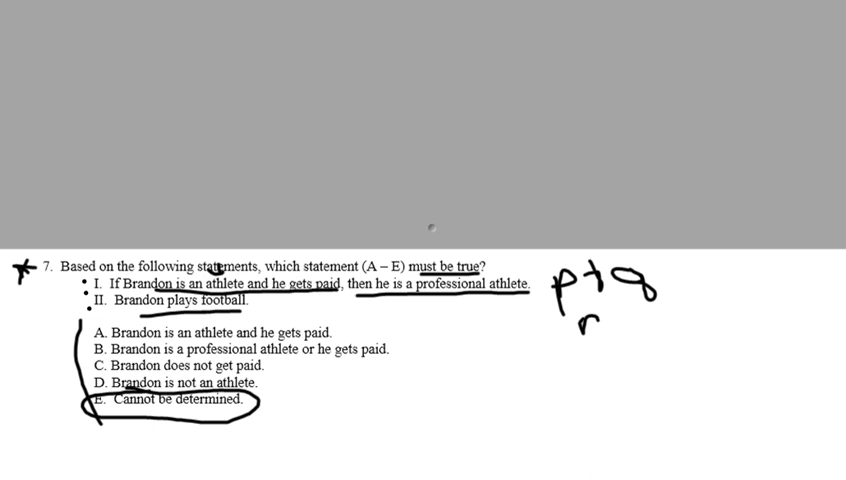 7. Based on the following statements, which statement (A – E) must be true?
I. If Brandon is an athlete and he gets paid, then he is a professional athlete.
II. Brandon plays football.
p→q
r
A. Brandon is an athlete and he gets paid.
B. Brandon is a professional athlete or he gets paid.
C. Brandon does not get paid.
D. Brandon is not an athlete.
E. Cannot be determined.